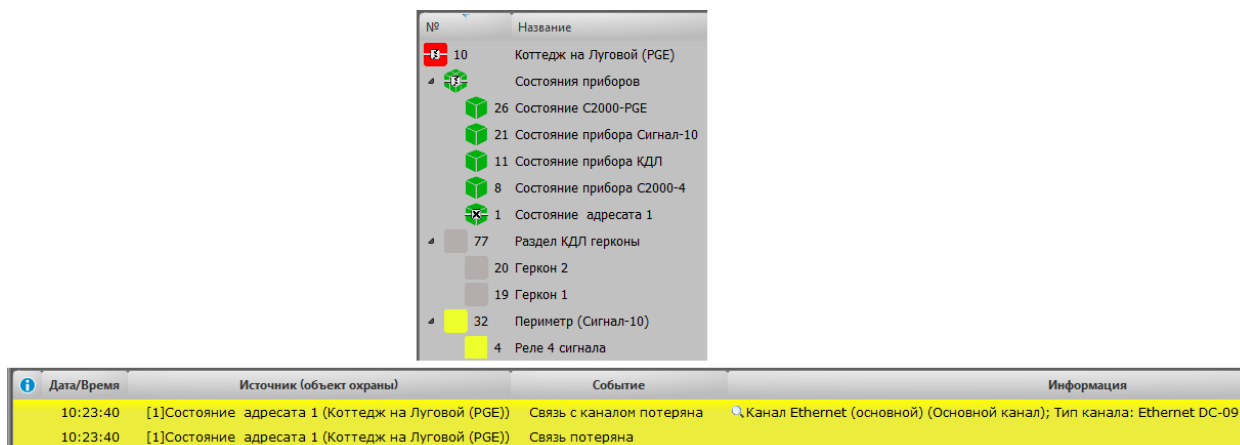 № Название
10 Коттедж на Луговой (PGE)
Состояния приборов
26 Состояние С2000-PGE
21 Состояние прибора Сигнал-10
11 Состояние прибора КДЛ
8 Состояние прибора С2000-4
1 Состояние адресата 1
77 Раздел КДЛ герконы
20 Геркон 2
19 Геркон 1
32 Периметр (Сигнал-10)
4 Реле 4 сигнала
Дата/Время Источник (объект охраны) Событие Информация
10:23:40 [1]Состояние адресата 1 (Коттедж на Луговой (PGE)) Связь с каналом потеряна Канал Ethernet (основной) (Основной канал); Тип канала: Ethernet DC-09
10:23:40 [1]Состояние адресата 1 (Коттедж на Луговой (PGE)) Связь потеряна